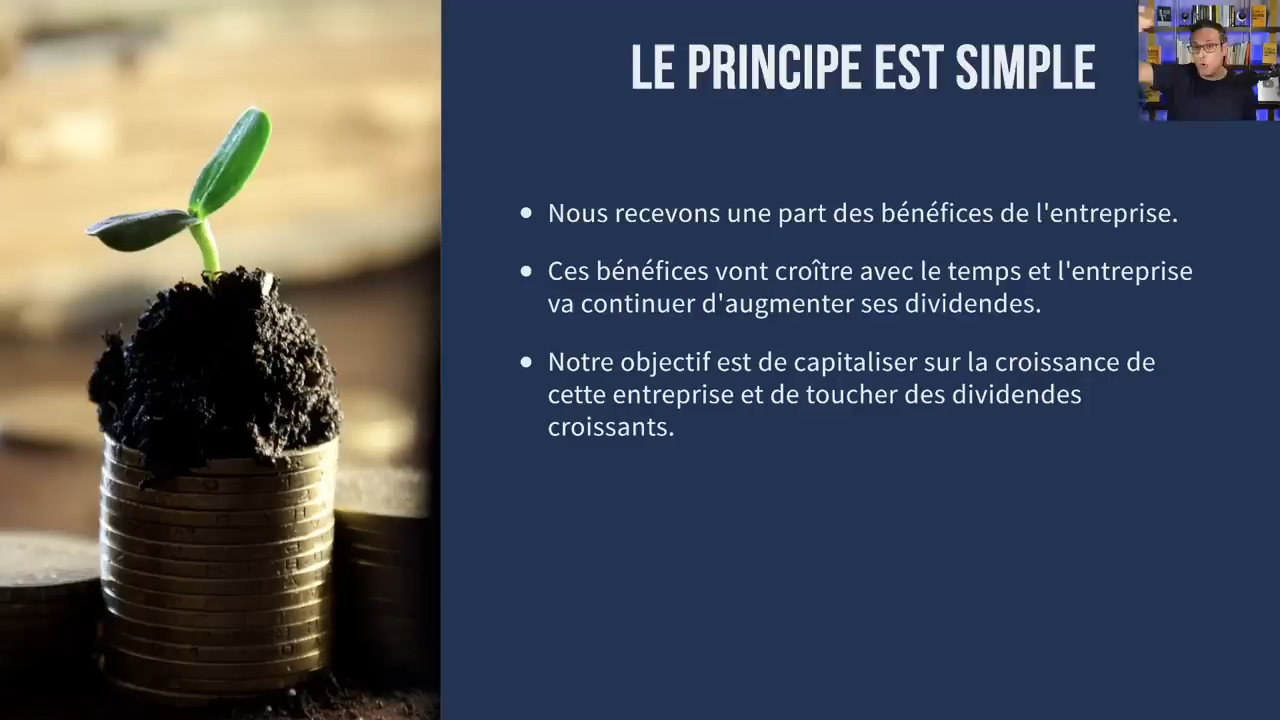 LE PRINCIPE EST SIMPLE
• Nous recevons une part des bénéfices de l'entreprise.
• Ces bénéfices vont croître avec le temps et l'entreprise
va continuer d'augmenter ses dividendes.
• Notre objectif est de capitaliser sur la croissance de
cette entreprise et de toucher des dividendes
croissants.